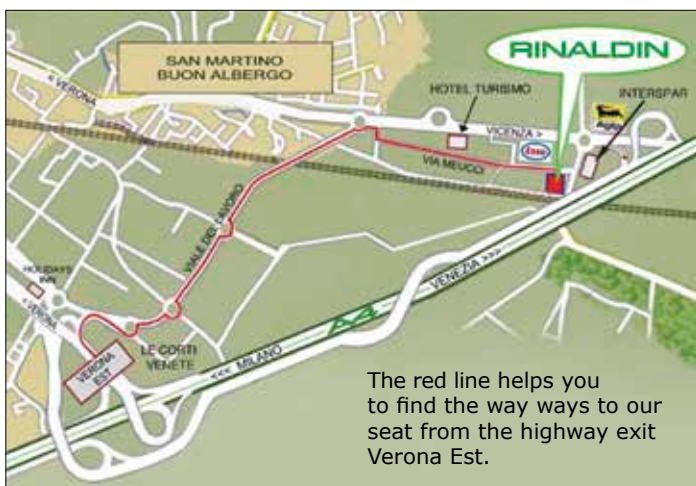 RINALDIN
SAN MARTINO
BUON ALBERGO
< VERONA
HOTEL TURISMO
INTERSPAR
VICENZA >
Esso
VIA MEUCCI
VIALE DEL LAVORO
HOLIDAYS
INN
< VERONA
VENEZIA >>>
A4
LE CORTI
VENETE
<<< MILANO
VERONA
EST
The red line helps you
to find the way ways to our
seat from the highway exit
Verona Est.